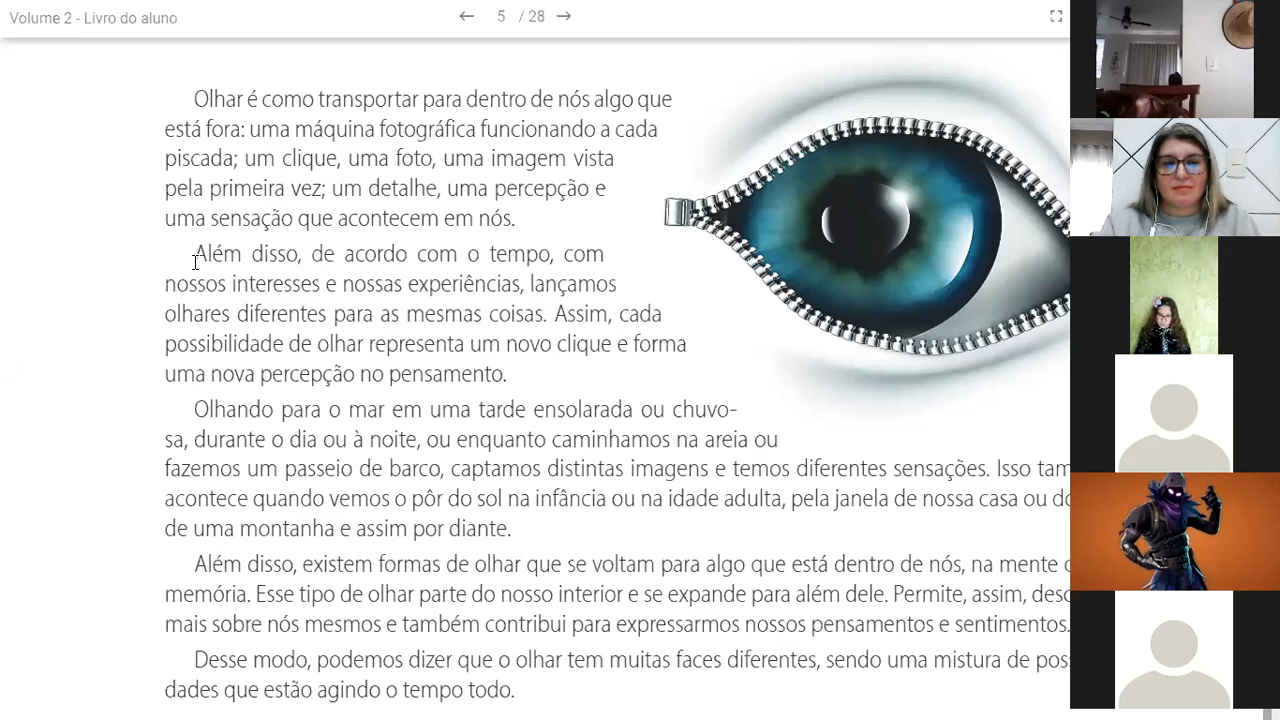 Volume 2 - Livro do aluno
5 / 28
Olhar é como transportar para dentro de nós algo que
está fora: uma máquina fotográfica funcionando a cada
piscada; um clique, uma foto, uma imagem vista
pela primeira vez; um detalhe, uma percepção e
uma sensação que acontecem em nós.
Além disso, de acordo com o tempo, com
nossos interesses e nossas experiências, lançamos
olhares diferentes para as mesmas coisas. Assim, cada
possibilidade de olhar representa um novo clique e forma
uma nova percepção no pensamento.
Olhando para o mar em uma tarde ensolarada ou chuvo-
sa, durante o dia ou à noite, ou enquanto caminhamos na areia ou
fazemos um passeio de barco, captamos distintas imagens e temos diferentes sensações. Isso tam
acontece quando vemos o pôr do sol na infância ou na idade adulta, pela janela de nossa casa ou do
de uma montanha e assim por diante.
Além disso, existem formas de olhar que se voltam para algo que está dentro de nós, na mente
memória. Esse tipo de olhar parte do nosso interior e se expande para além dele. Permite, assim, desc
mais sobre nós mesmos e também contribui para expressarmos nossos pensamentos e sentimentos.
Desse modo, podemos dizer que o olhar tem muitas faces diferentes, sendo uma mistura de poss
dades que estão agindo o tempo todo.